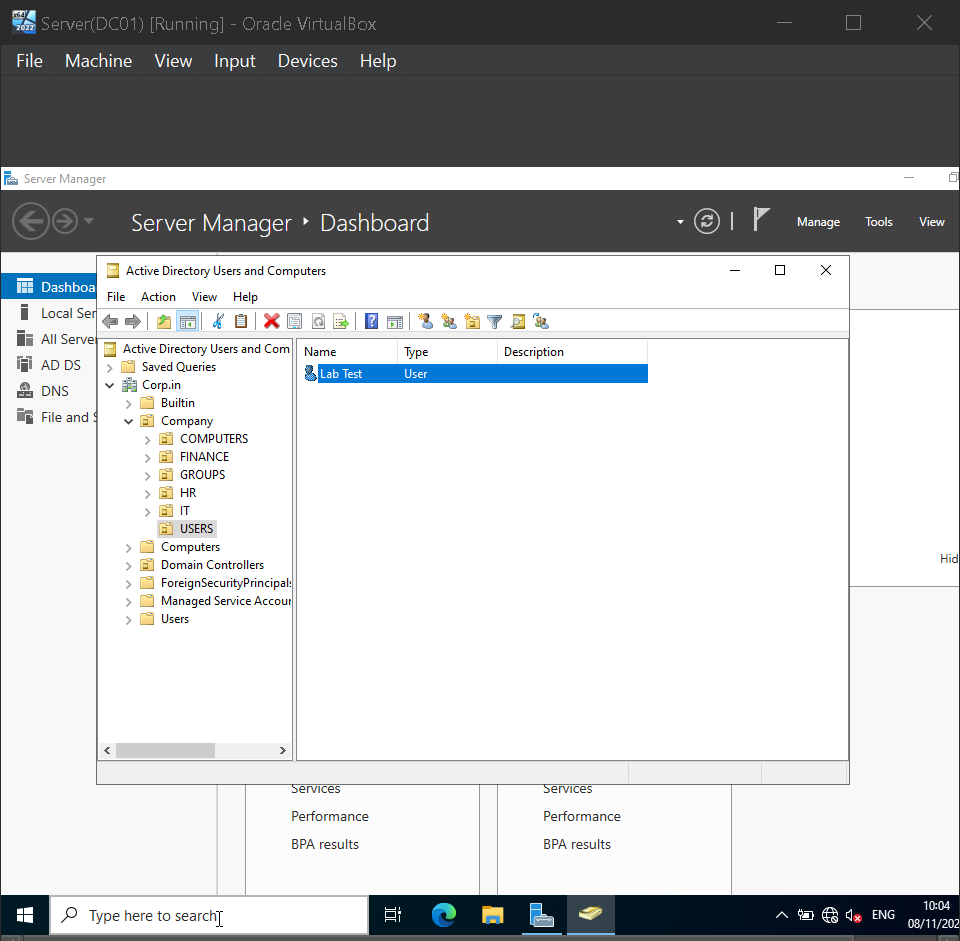 Server(DC01) [Running] - Oracle VirtualBox
File Machine View Input Devices Help
Server Manager
Server Manager Dashboard
Manage Tools View
Active Directory Users and Computers
File Action View Help
Dashboa
Local Ser
All Server
AD DS
DNS
File and S
Active Directory Users and Com
Saved Queries
Corp.in
Builtin
Company
COMPUTERS
FINANCE
GROUPS
HR
IT
USERS
Computers
Domain Controllers
ForeignSecurityPrincipals
Managed Service Accoun
Users
Name Type Description
Lab Test User
Hid
Services
Performance
BPA results
Services
Performance
BPA results
Type here to search
ENG
10:04
08/11/202